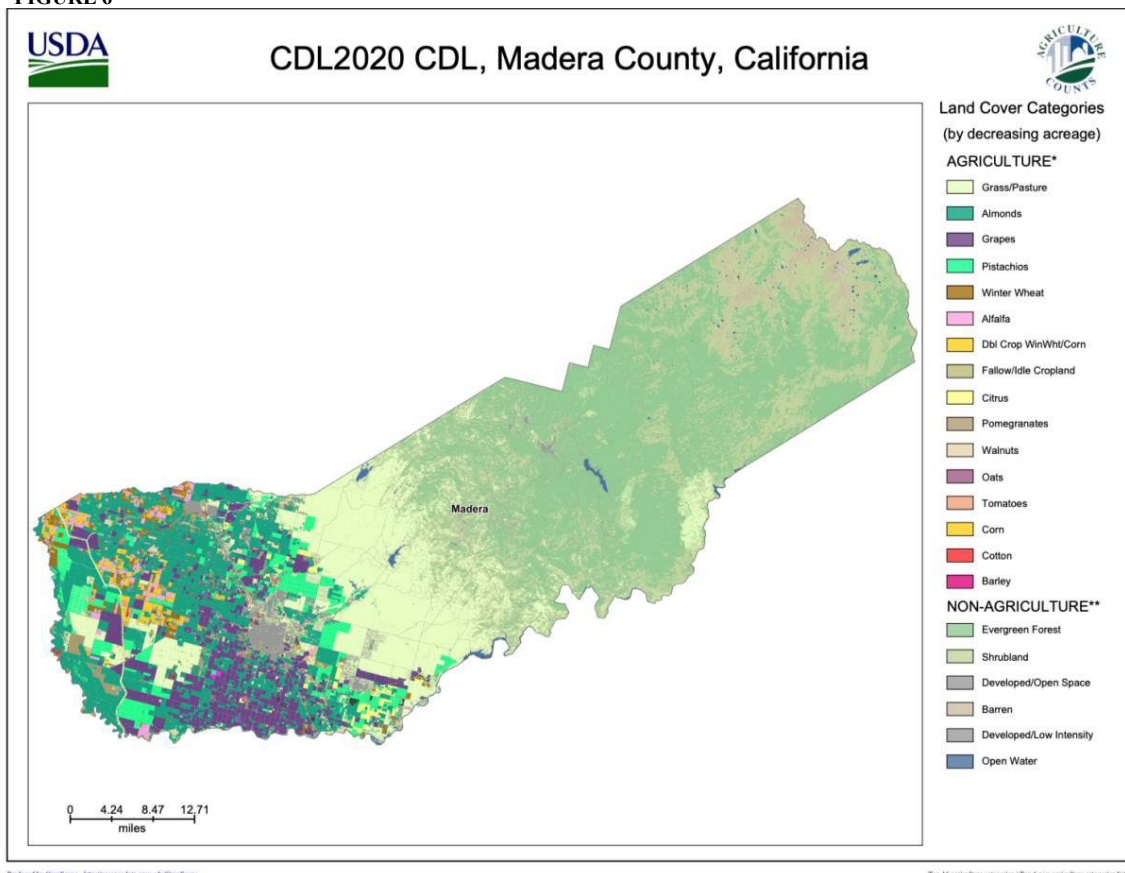 FIGURE 6
USDA
CDL2020 CDL, Madera County, California
AGRICULTURE
COUNTS
Land Cover Categories
(by decreasing acreage)
AGRICULTURE*
Grass/Pasture
Almonds
Grapes
Pistachios
Winter Wheat
Alfalfa
Dbl Crop WinWht/Corn
Fallow/Idle Cropland
Citrus
Pomegranates
Walnuts
Oats
Tomatoes
Corn
Cotton
Barley
NON-AGRICULTURE**
Evergreen Forest
Shrubland
Developed/Open Space
Barren
Developed/Low Intensity
Open Water
Madera
0 4.24 8.47 12.71
miles